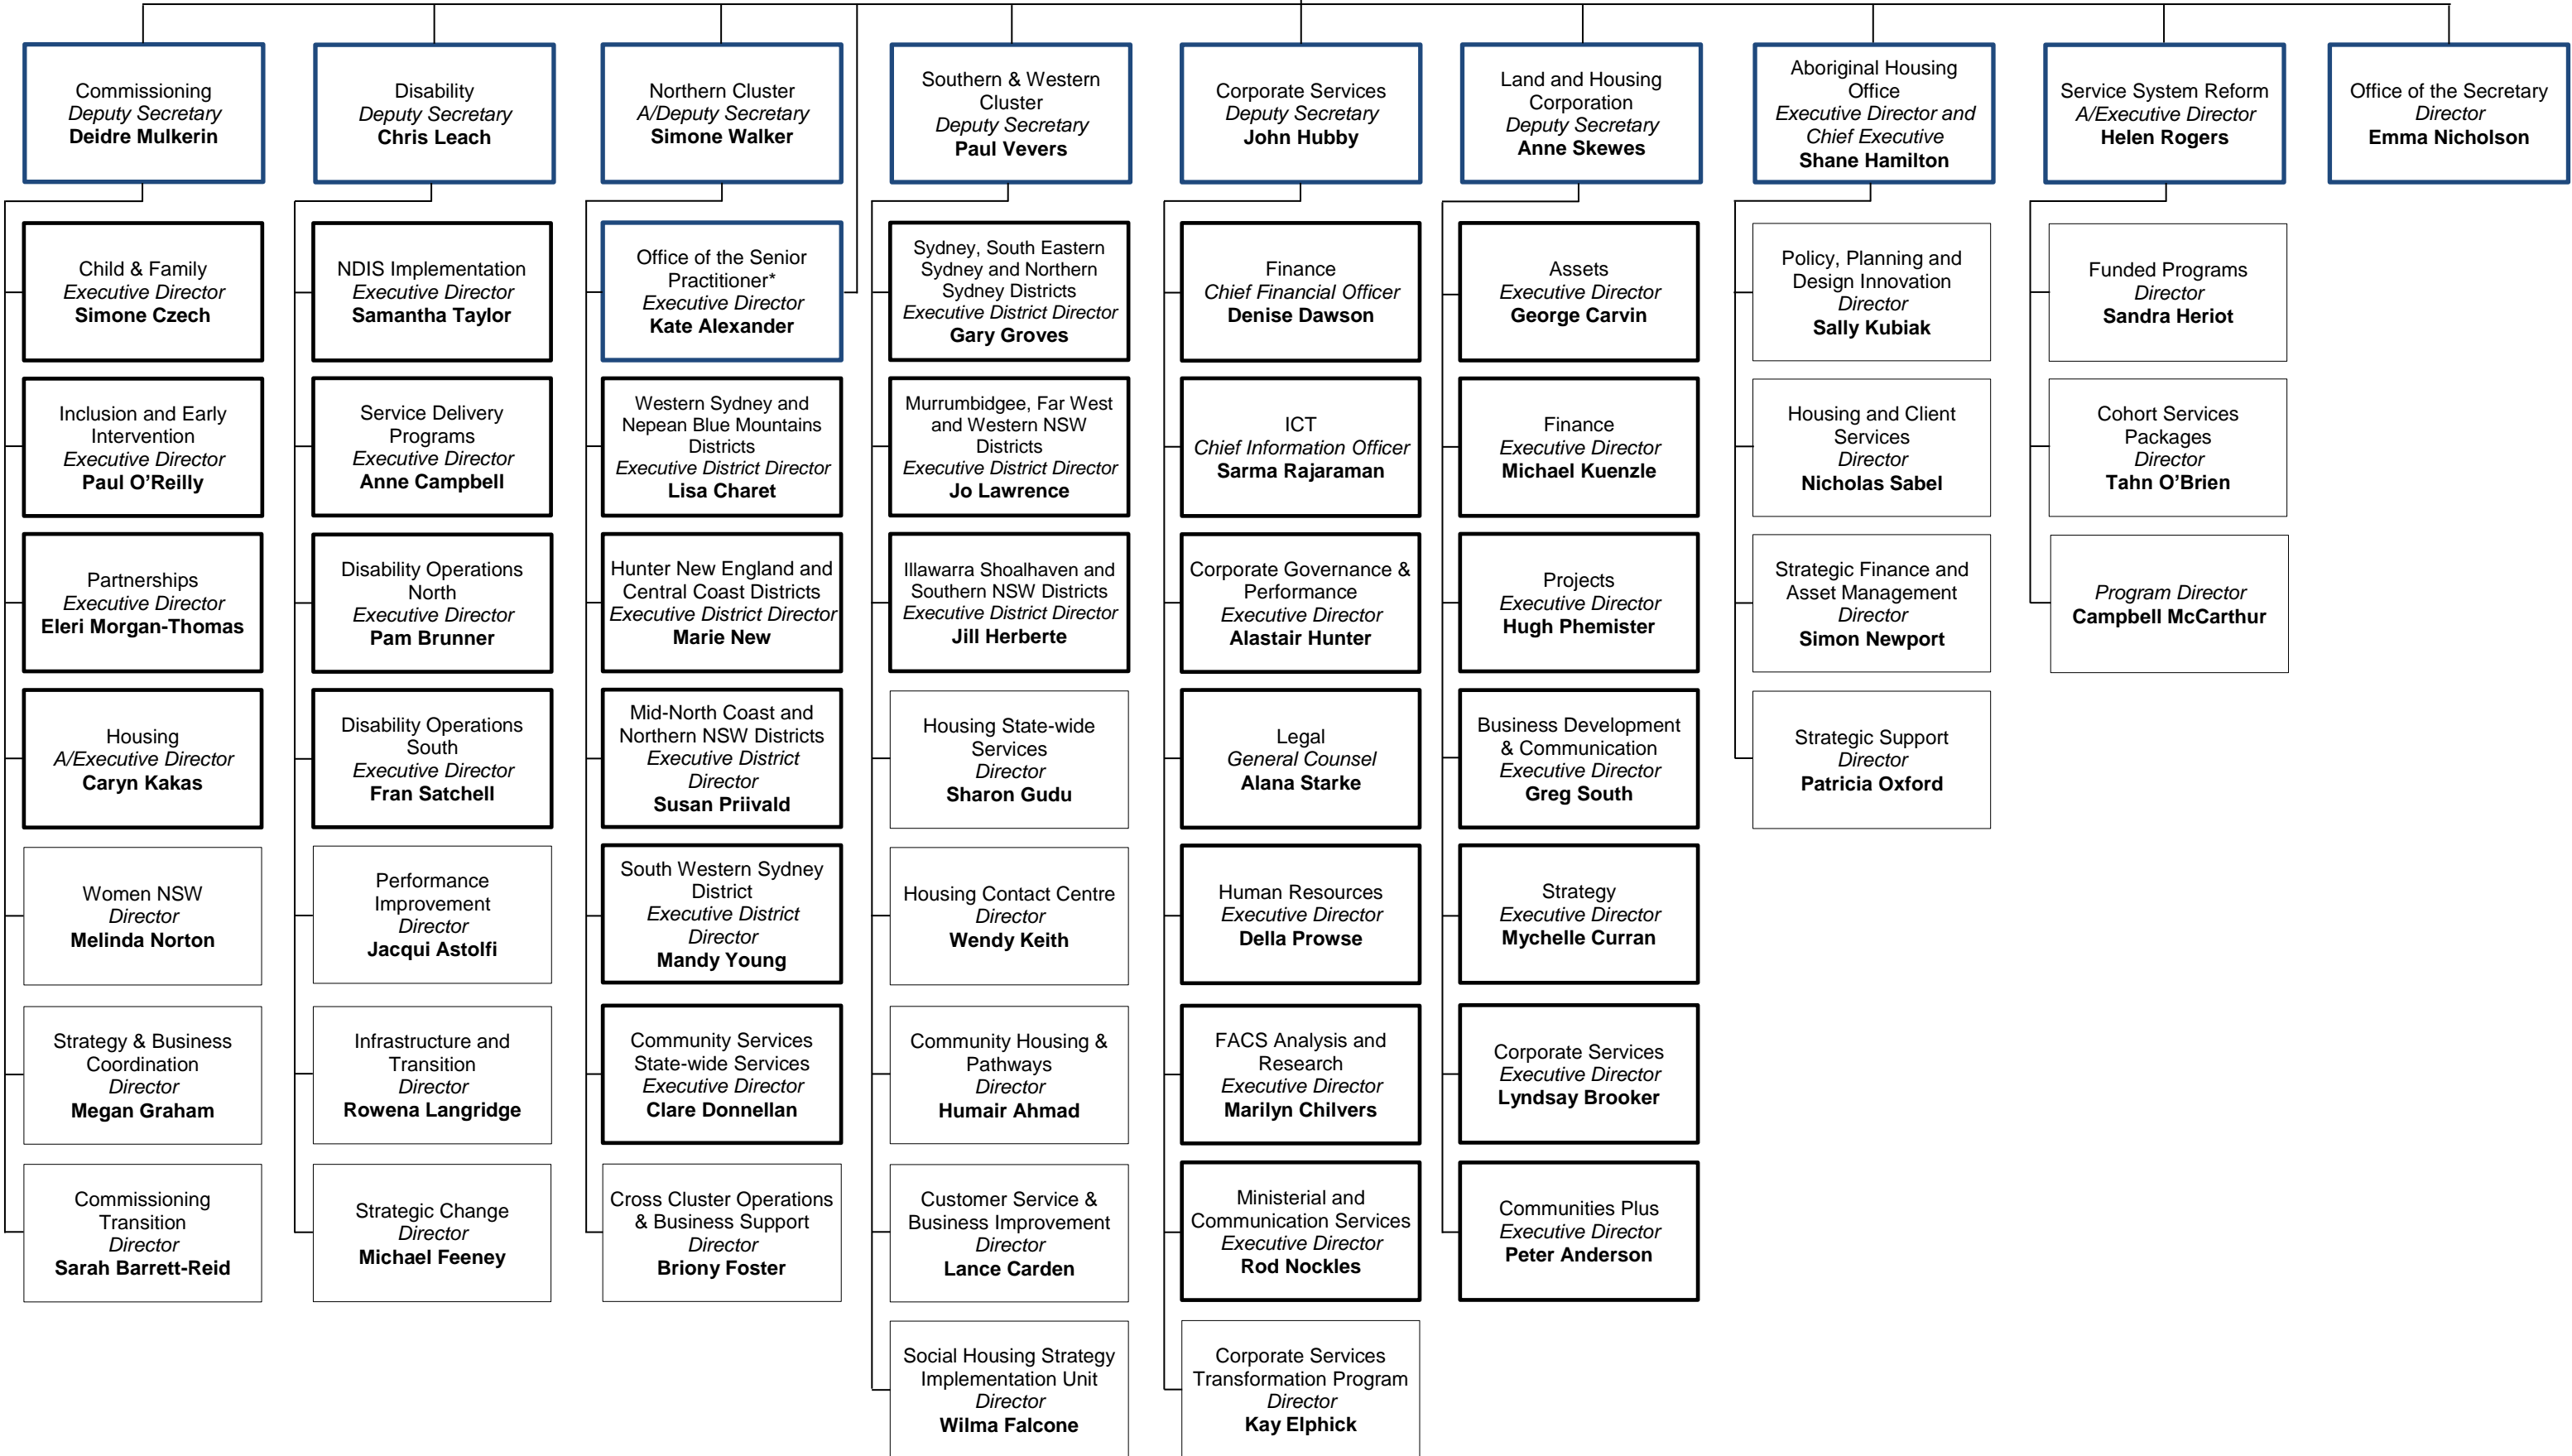 Commissioning
Deputy Secretary
Deidre Mulkerin
Disability
Deputy Secretary
Chris Leach
Northern Cluster
A/Deputy Secretary
Simone Walker
Southern & Western
Cluster
Deputy Secretary
Paul Vevers
Corporate Services
Deputy Secretary
John Hubby
Land and Housing
Corporation
Deputy Secretary
Anne Skewes
Aboriginal Housing
Office
Executive Director and
Chief Executive
Shane Hamilton
Service System Reform
A/Executive Director
Helen Rogers
Office of the Secretary
Director
Emma Nicholson
Child & Family
Executive Director
Simone Czech
Inclusion and Early
Intervention
Executive Director
Paul O’Reilly
Partnerships
Executive Director
Eleri Morgan-Thomas
Housing
A/Executive Director
Caryn Kakas
Women NSW
Director
Melinda Norton
Strategy & Business
Coordination
Director
Megan Graham
Commissioning
Transition
Director
Sarah Barrett-Reid
NDIS Implementation
Executive Director
Samantha Taylor
Service Delivery
Programs
Executive Director
Anne Campbell
Disability Operations
North
Executive Director
Pam Brunner
Disability Operations
South
Executive Director
Fran Satchell
Performance
Improvement
Director
Jacqui Astolfi
Infrastructure and
Transition
Director
Rowena Langridge
Strategic Change
Director
Michael Feeney
Office of the Senior
Practitioner*
Executive Director
Kate Alexander
Western Sydney and
Nepean Blue Mountains
Districts
Executive District Director
Lisa Charet
Hunter New England and
Central Coast Districts
Executive District Director
Marie New
Mid-North Coast and
Northern NSW Districts
Executive District
Director
Susan Priivald
South Western Sydney
District
Executive District
Director
Mandy Young
Community Services
State-wide Services
Executive Director
Clare Donnellan
Cross Cluster Operations
& Business Support
Director
Briony Foster
Sydney, South Eastern
Sydney and Northern
Sydney Districts
Executive District Director
Gary Groves
Murrumbidgee, Far West
and Western NSW
Districts
Executive District Director
Jo Lawrence
Illawarra Shoalhaven and
Southern NSW Districts
Executive District Director
Jill Herberte
Housing State-wide
Services
Director
Sharon Gudu
Housing Contact Centre
Director
Wendy Keith
Community Housing &
Pathways
Director
Humair Ahmad
Customer Service &
Business Improvement
Director
Lance Carden
Social Housing Strategy
Implementation Unit
Director
Wilma Falcone
Finance
Chief Financial Officer
Denise Dawson
ICT
Chief Information Officer
Sarma Rajaraman
Corporate Governance &
Performance
Executive Director
Alastair Hunter
Legal
General Counsel
Alana Starke
Human Resources
Executive Director
Della Prowse
FACS Analysis and
Research
Executive Director
Marilyn Chilvers
Ministerial and
Communication Services
Executive Director
Rod Nockles
Corporate Services
Transformation Program
Director
Kay Elphick
Assets
Executive Director
George Carvin
Finance
Executive Director
Michael Kuenzle
Projects
Executive Director
Hugh Phemister
Business Development
& Communication
Executive Director
Greg South
Strategy
Executive Director
Mychelle Curran
Corporate Services
Executive Director
Lyndsay Brooker
Communities Plus
Executive Director
Peter Anderson
Policy, Planning and
Design Innovation
Director
Sally Kubiak
Housing and Client
Services
Director
Nicholas Sabel
Strategic Finance and
Asset Management
Director
Simon Newport
Strategic Support
Director
Patricia Oxford
Funded Programs
Director
Sandra Heriot
Cohort Services
Packages
Director
Tahn O’Brien
Program Director
Campbell McCarthur